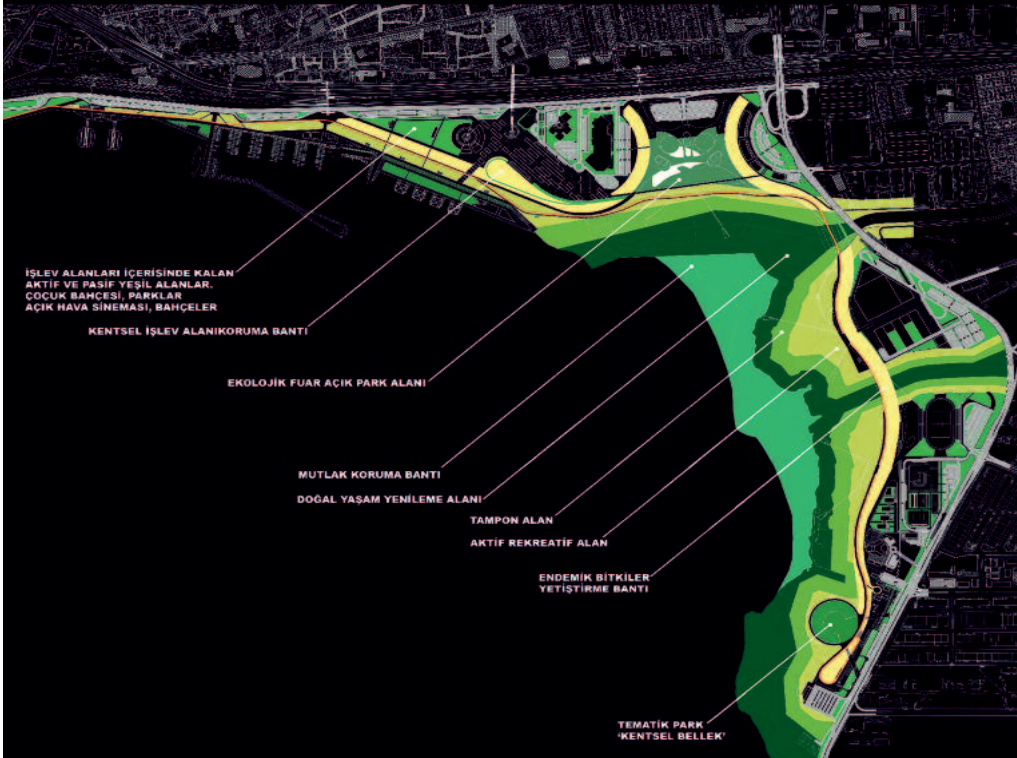 İŞLEV ALANLARI İÇERİSİNDE KALAN
AKTİF VE PASİF YEŞİL ALANLAR.
ÇOCUK BAHÇESİ, PARKLAR
AÇIK HAVA SİNEMASI, BAHÇELER
KENTSEL İŞLEV ALANIKORUMA BANTI
EKOLOJİK FUAR AÇIK PARK ALANI
MUTLAK KORUMA BANTI
DOĞAL YAŞAM YENİLEME ALANI
TAMPON ALAN
AKTİF REKREATİF ALAN
ENDEMİK BİTKİLER
YETİŞTİRME BANTI
TEMATİK PARK
‘KENTSEL BELLEK’